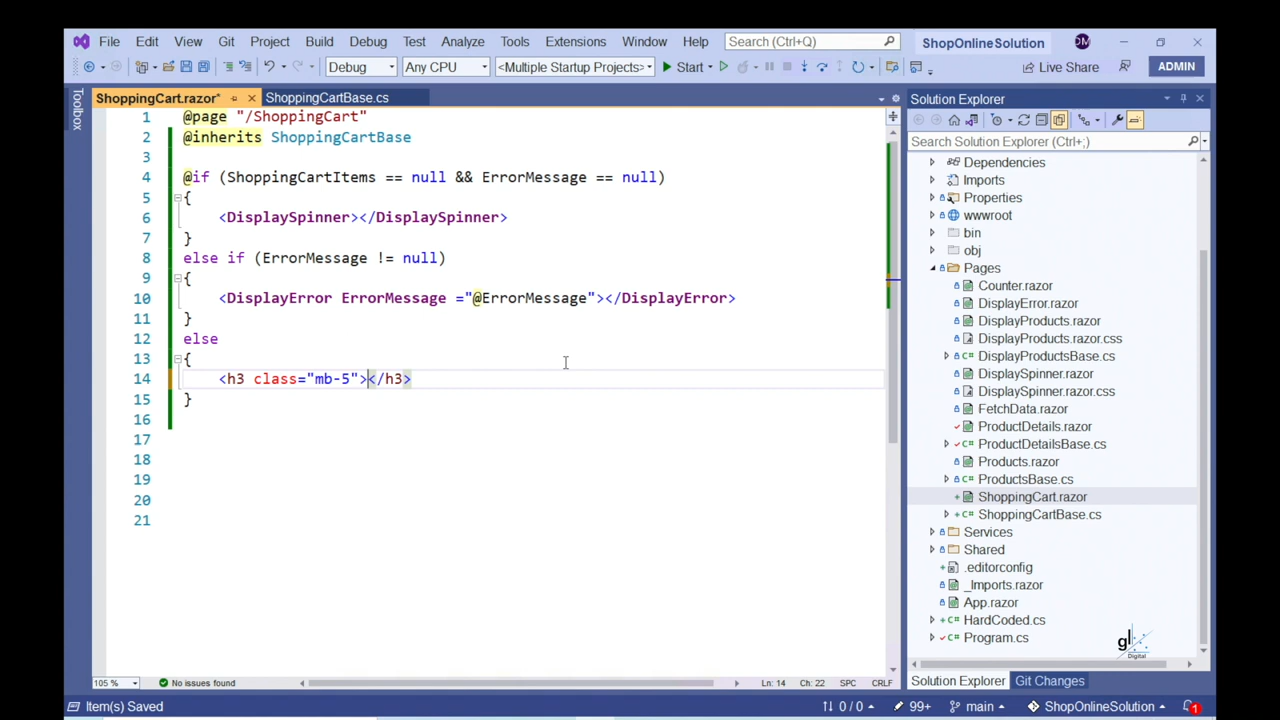 File Edit View Git Project Build Debug Test Analyze Tools Extensions Window Help Search (Ctrl+Q) ShopOnlineSolution DM
Debug Any CPU <Multiple Startup Projects> Start Live Share ADMIN
Toolbox
ShoppingCart.razor* ShoppingCartBase.cs
1 @page "/ShoppingCart"
2 @inherits ShoppingCartBase
3
4 @if (ShoppingCartItems == null && ErrorMessage == null)
5 {
6 <DisplaySpinner></DisplaySpinner>
7 }
8 else if (ErrorMessage != null)
9 {
10 <DisplayError ErrorMessage ="@ErrorMessage"></DisplayError>
11 }
12 else
13 {
14 <h3 class="mb-5"></h3>
15 }
16
17
18
19
20
21
105 % No issues found Ln: 14 Ch: 22 SPC CRLF
Solution Explorer
Search Solution Explorer (Ctrl+;)
Dependencies
Imports
Properties
wwwroot
bin
obj
Pages
Counter.razor
DisplayError.razor
DisplayProducts.razor
DisplayProducts.razor.css
C# DisplayProductsBase.cs
DisplaySpinner.razor
DisplaySpinner.razor.css
FetchData.razor
ProductDetails.razor
C# ProductDetailsBase.cs
Products.razor
C# ProductsBase.cs
ShoppingCart.razor
C# ShoppingCartBase.cs
Services
Shared
.editorconfig
_Imports.razor
App.razor
C# HardCoded.cs
C# Program.cs
gl
Digital
Solution Explorer Git Changes
Item(s) Saved 0 / 0 99+ main ShopOnlineSolution 1